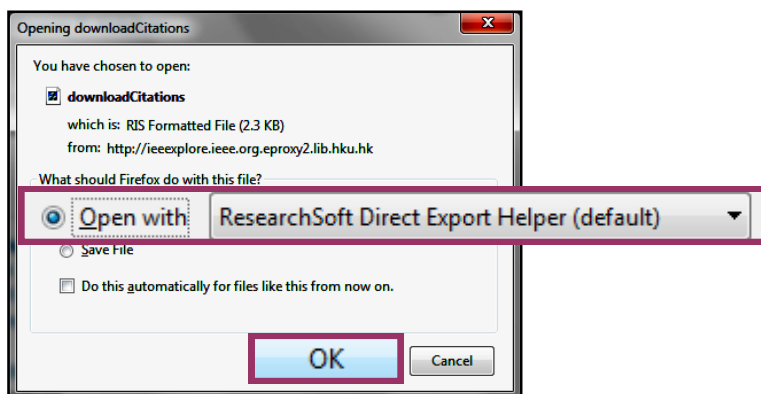 Opening downloadCitations
You have chosen to open:
downloadCitations
which is: RIS Formatted File (2.3 KB)
from: http://ieeexplore.ieee.org.eproxy2.lib.hku.hk
What should Firefox do with this file?
Open with ResearchSoft Direct Export Helper (default)
Save File
Do this automatically for files like this from now on.
OK Cancel